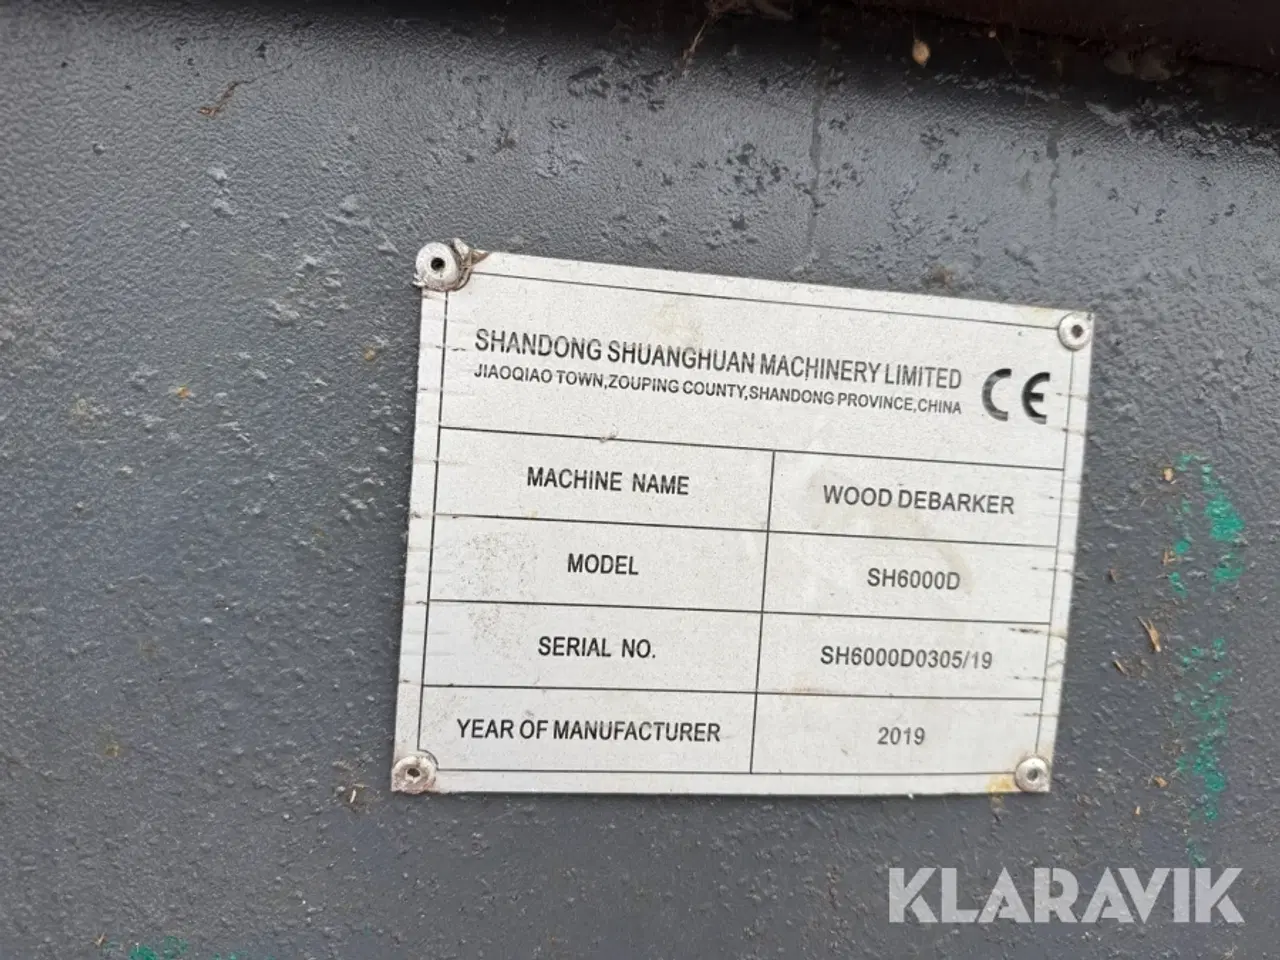 SHANDONG SHUANGHUAN MACHINERY LIMITED
JIAOQIAO TOWN,ZOUPING COUNTY,SHANDONG PROVINCE,CHINA
CE
MACHINE NAME WOOD DEBARKER
MODEL SH6000D
SERIAL NO. SH6000D0305/19
YEAR OF MANUFACTURER 2019
KLARAVIK